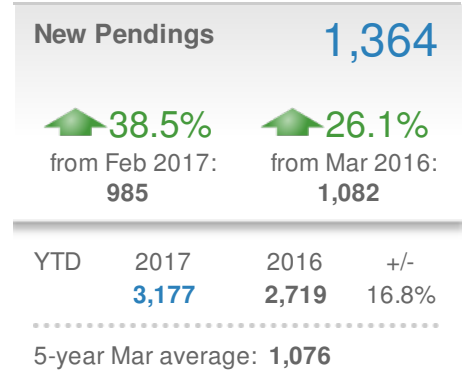 New Pendings 1,364
38.5% 26.1%
from Feb 2017: from Mar 2016:
985 1,082
YTD 2017 2016 +/-
3,177 2,719 16.8%
5-year Mar average: 1,076